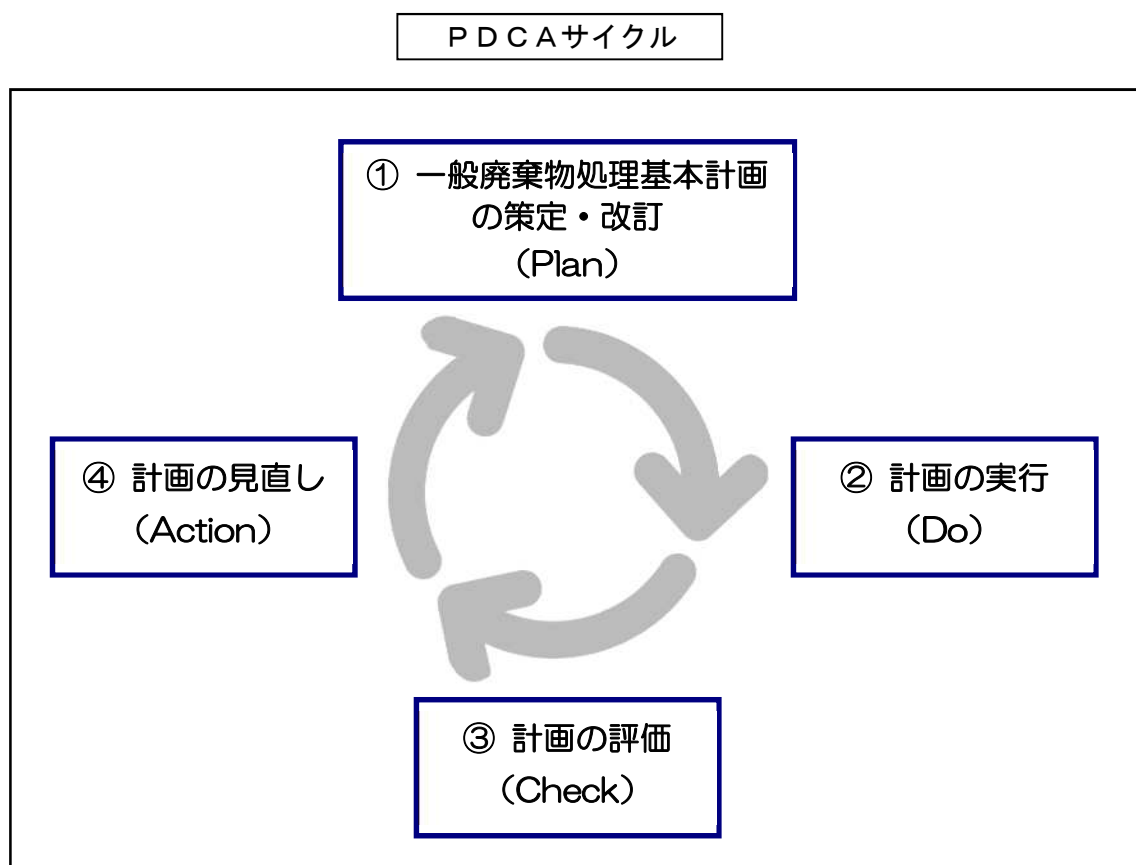 ＰＤＣＡサイクル
① 一般廃棄物処理基本計画
の策定・改訂
（Plan）
② 計画の実行
（Do）
③ 計画の評価
（Check）
④ 計画の見直し
（Action）